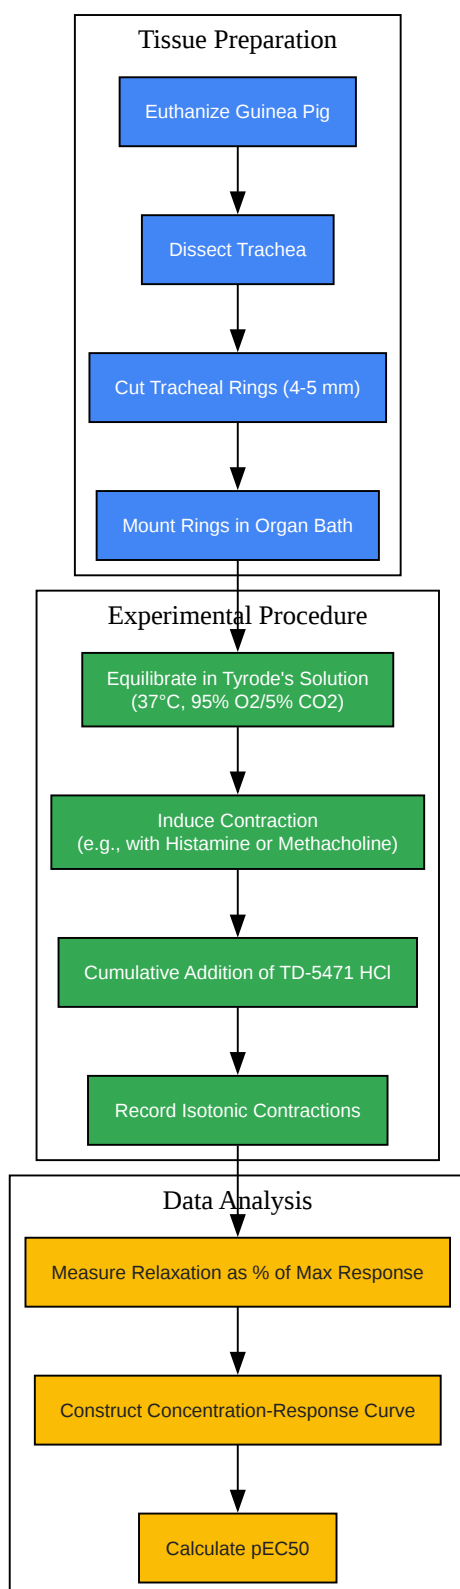 Tissue Preparation
Euthanize Guinea Pig
Dissect Trachea
Cut Tracheal Rings (4-5 mm)
Mount Rings in Organ Bath
Experimental Procedure
Equilibrate in Tyrode's Solution
(37°C, 95% O2/5% CO2)
Induce Contraction
(e.g., with Histamine or Methacholine)
Cumulative Addition of TD-5471 HCl
Record Isotonic Contractions
Data Analysis
Measure Relaxation as % of Max Response
Construct Concentration-Response Curve
Calculate pEC50